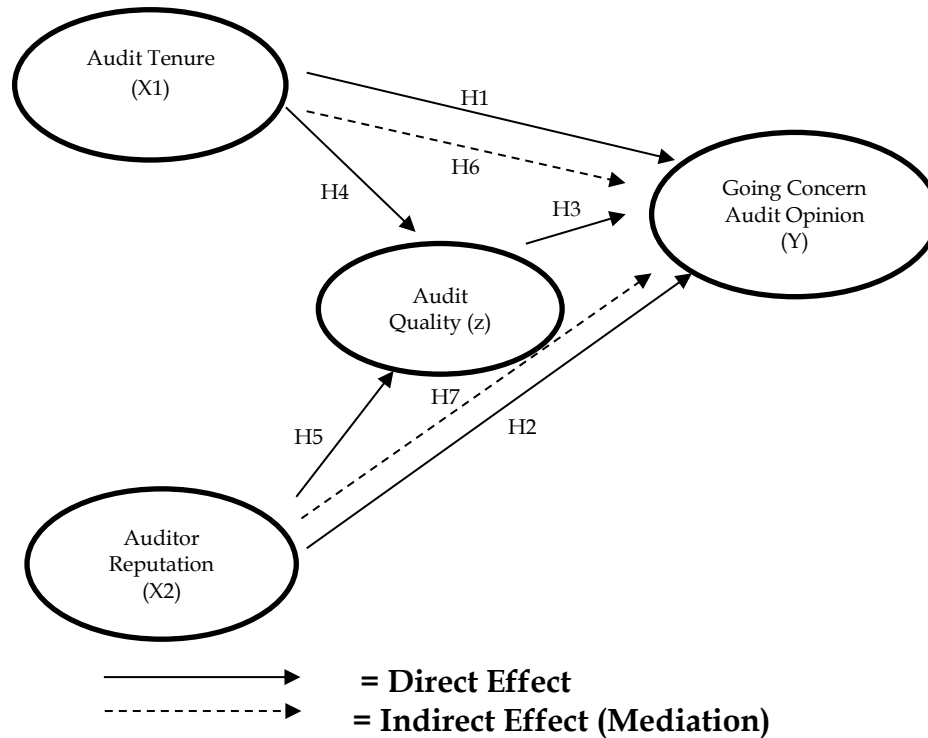 Audit Tenure
(X1)
H1
H6
H4
H3
Going Concern
Audit Opinion
(Y)
Audit
Quality (z)
H7
H2
H5
Auditor
Reputation
(X2)
= Direct Effect
= Indirect Effect (Mediation)